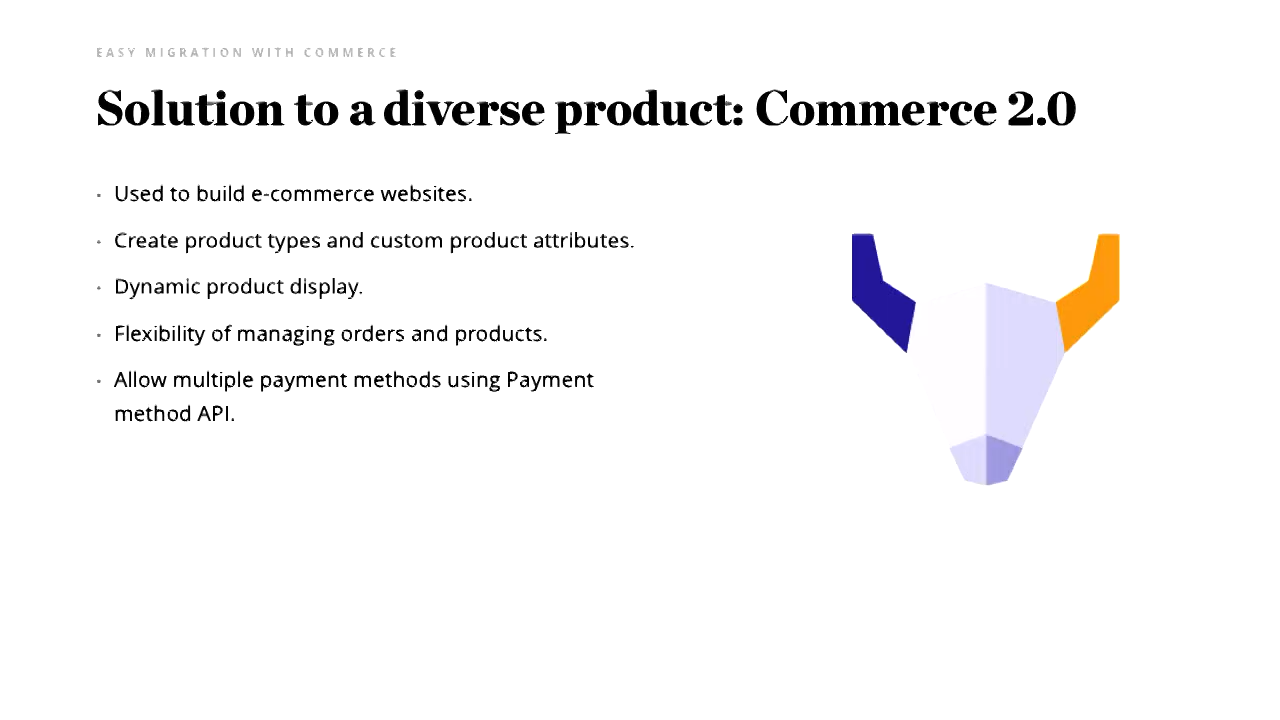 EASY MIGRATION WITH COMMERCE
Solution to a diverse product: Commerce 2.0
· Used to build e-commerce websites.
· Create product types and custom product attributes.
· Dynamic product display.
· Flexibility of managing orders and products.
· Allow multiple payment methods using Payment
method API.